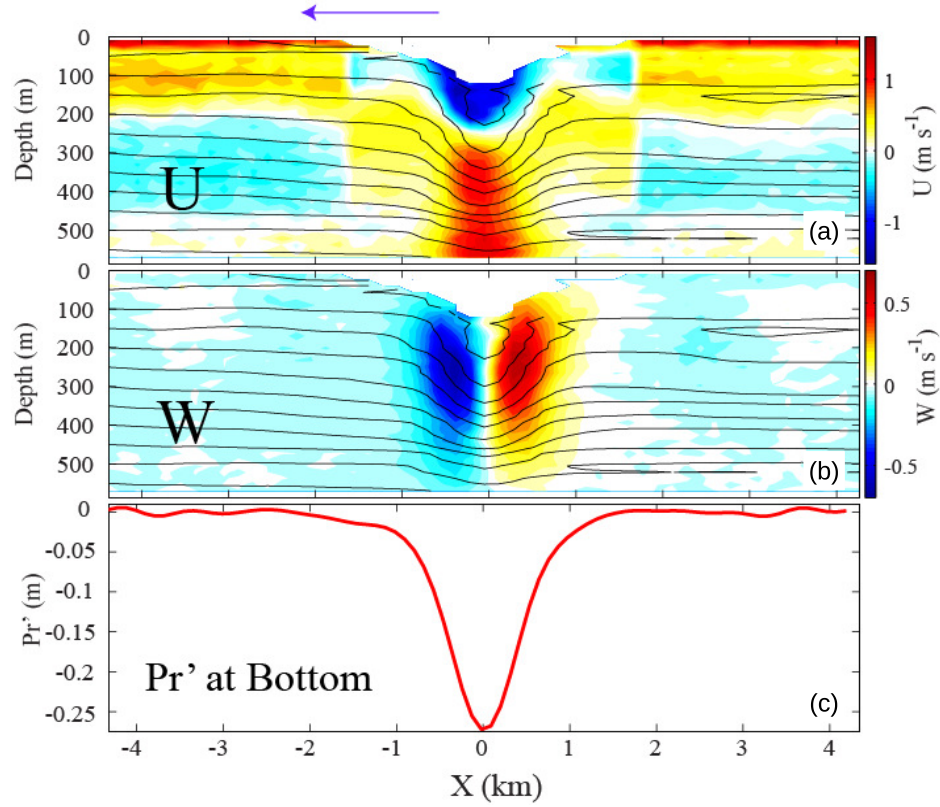 0
100
200
300
400
500
Depth (m)
U
(a)
1
0
-1
U (m s⁻¹)
0
100
200
300
400
500
Depth (m)
W
(b)
0.5
0
-0.5
W (m s⁻¹)
0
-0.05
-0.1
-0.15
-0.2
-0.25
Pr' (m)
Pr’ at Bottom
(c)
-4 -3 -2 -1 0 1 2 3 4
X (km)